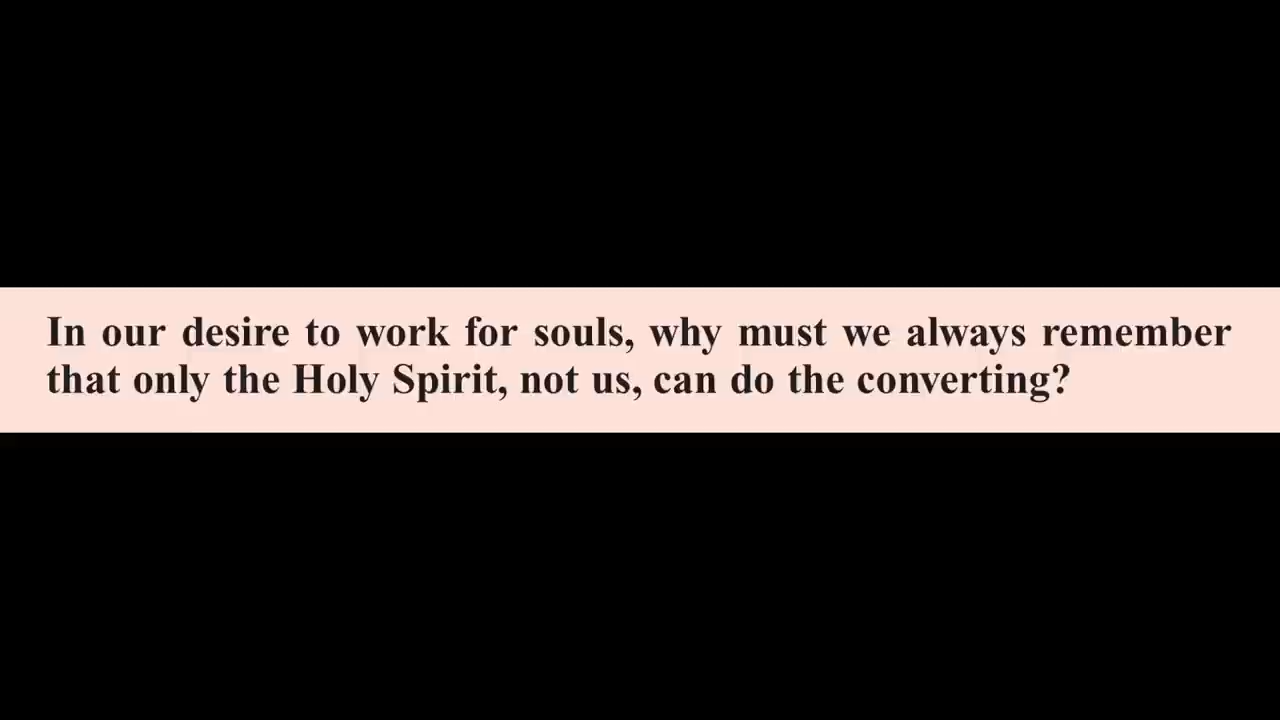 In our desire to work for souls, why must we always remember
that only the Holy Spirit, not us, can do the converting?